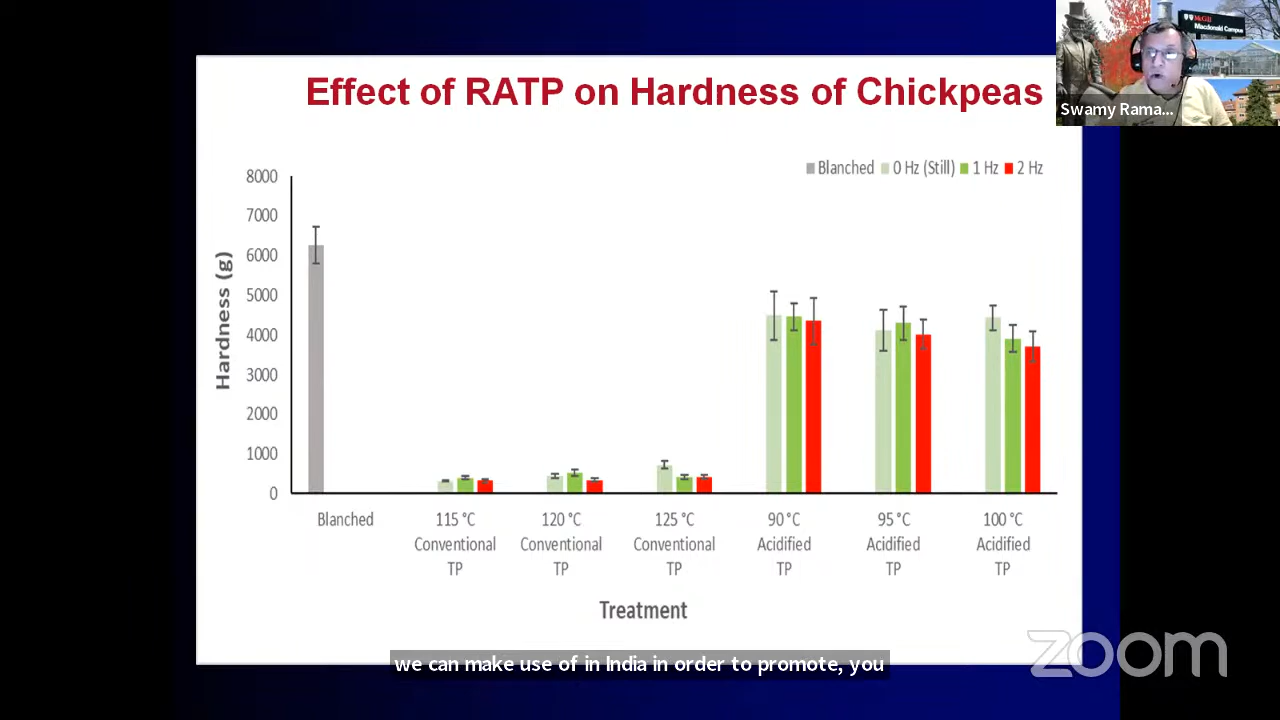 Effect of RATP on Hardness of Chickpeas
McGill
Macdonald Campus
Swamy Rama...
Blanched 0 Hz (Still) 1 Hz 2 Hz
8000
7000
6000
5000
4000
3000
2000
1000
0
Hardness (g)
Blanched
115 °C Conventional TP
120 °C Conventional TP
125 °C Conventional TP
90 °C Acidified TP
95 °C Acidified TP
100 °C Acidified TP
Treatment
zoom
we can make use of in India in order to promote, you